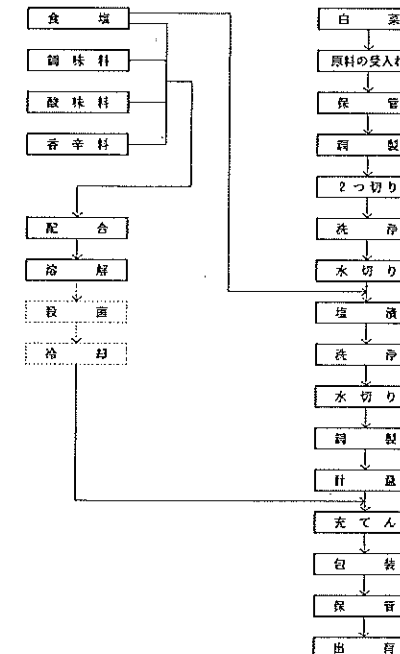 食塩
調味料
酸味料
香辛料
配合
溶解
殺菌
冷却
白菜
原料の受入れ
保管
調製
2つ切り
洗浄
水切り
塩漬
洗浄
水切り
調製
計量
充てん
包装
保管
出荷